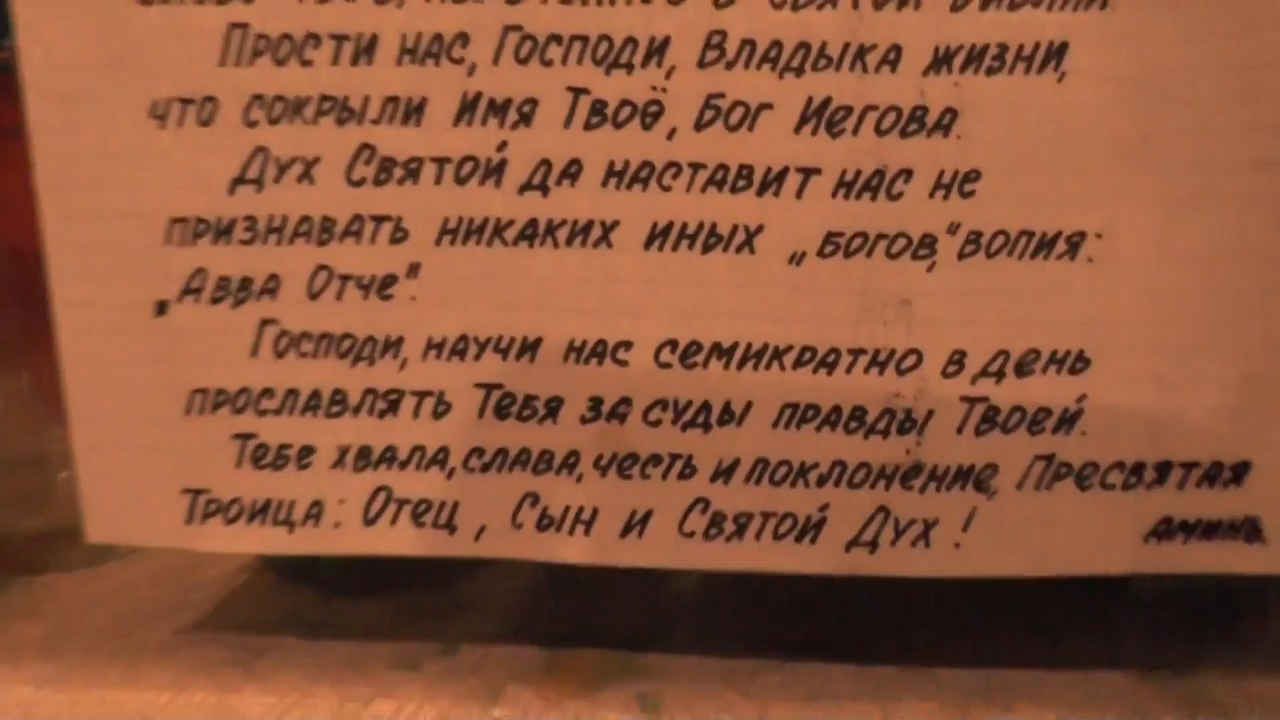 Прости нас, Господи, Владыка жизни,
что сокрыли Имя Твоё, Бог Иегова.
Дух Святой да наставит нас не
признавать никаких иных „богов,“ вопия:
„Авва Отче“.
Господи, научи нас семикратно в день
прославлять Тебя за суды правды Твоей.
Тебе хвала, слава, честь и поклонение, Пресвятая
Троица: Отец, Сын и Святой Дух!
аминь